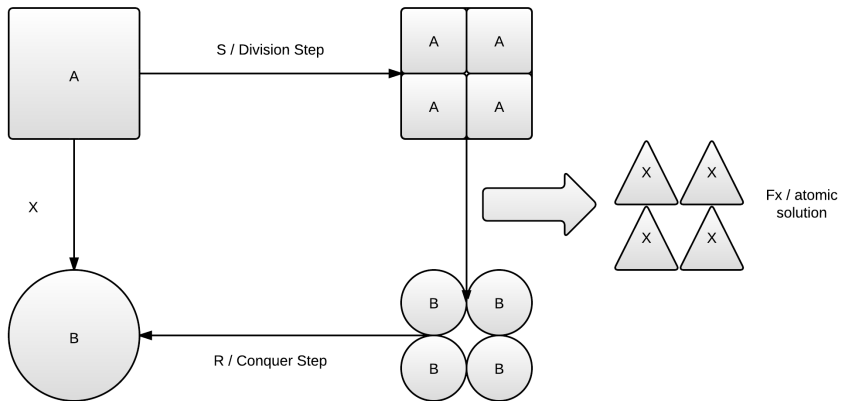 A
S / Division Step
A
A
A
A
X
X
X
X
X
Fx / atomic
solution
B
B
B
B
B
R / Conquer Step